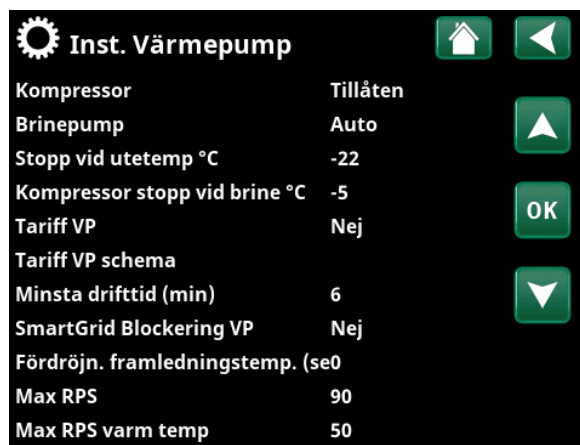 Inst. Värmepump
Kompressor Tillåten
Brinepump Auto
Stopp vid utetemp °C -22
Kompressor stopp vid brine °C -5
Tariff VP Nej
OK
Tariff VP schema
Minsta drifttid (min) 6
SmartGrid Blockering VP Nej
Fördröjn. framledningstemp. (se0
Max RPS 90
Max RPS varm temp 50